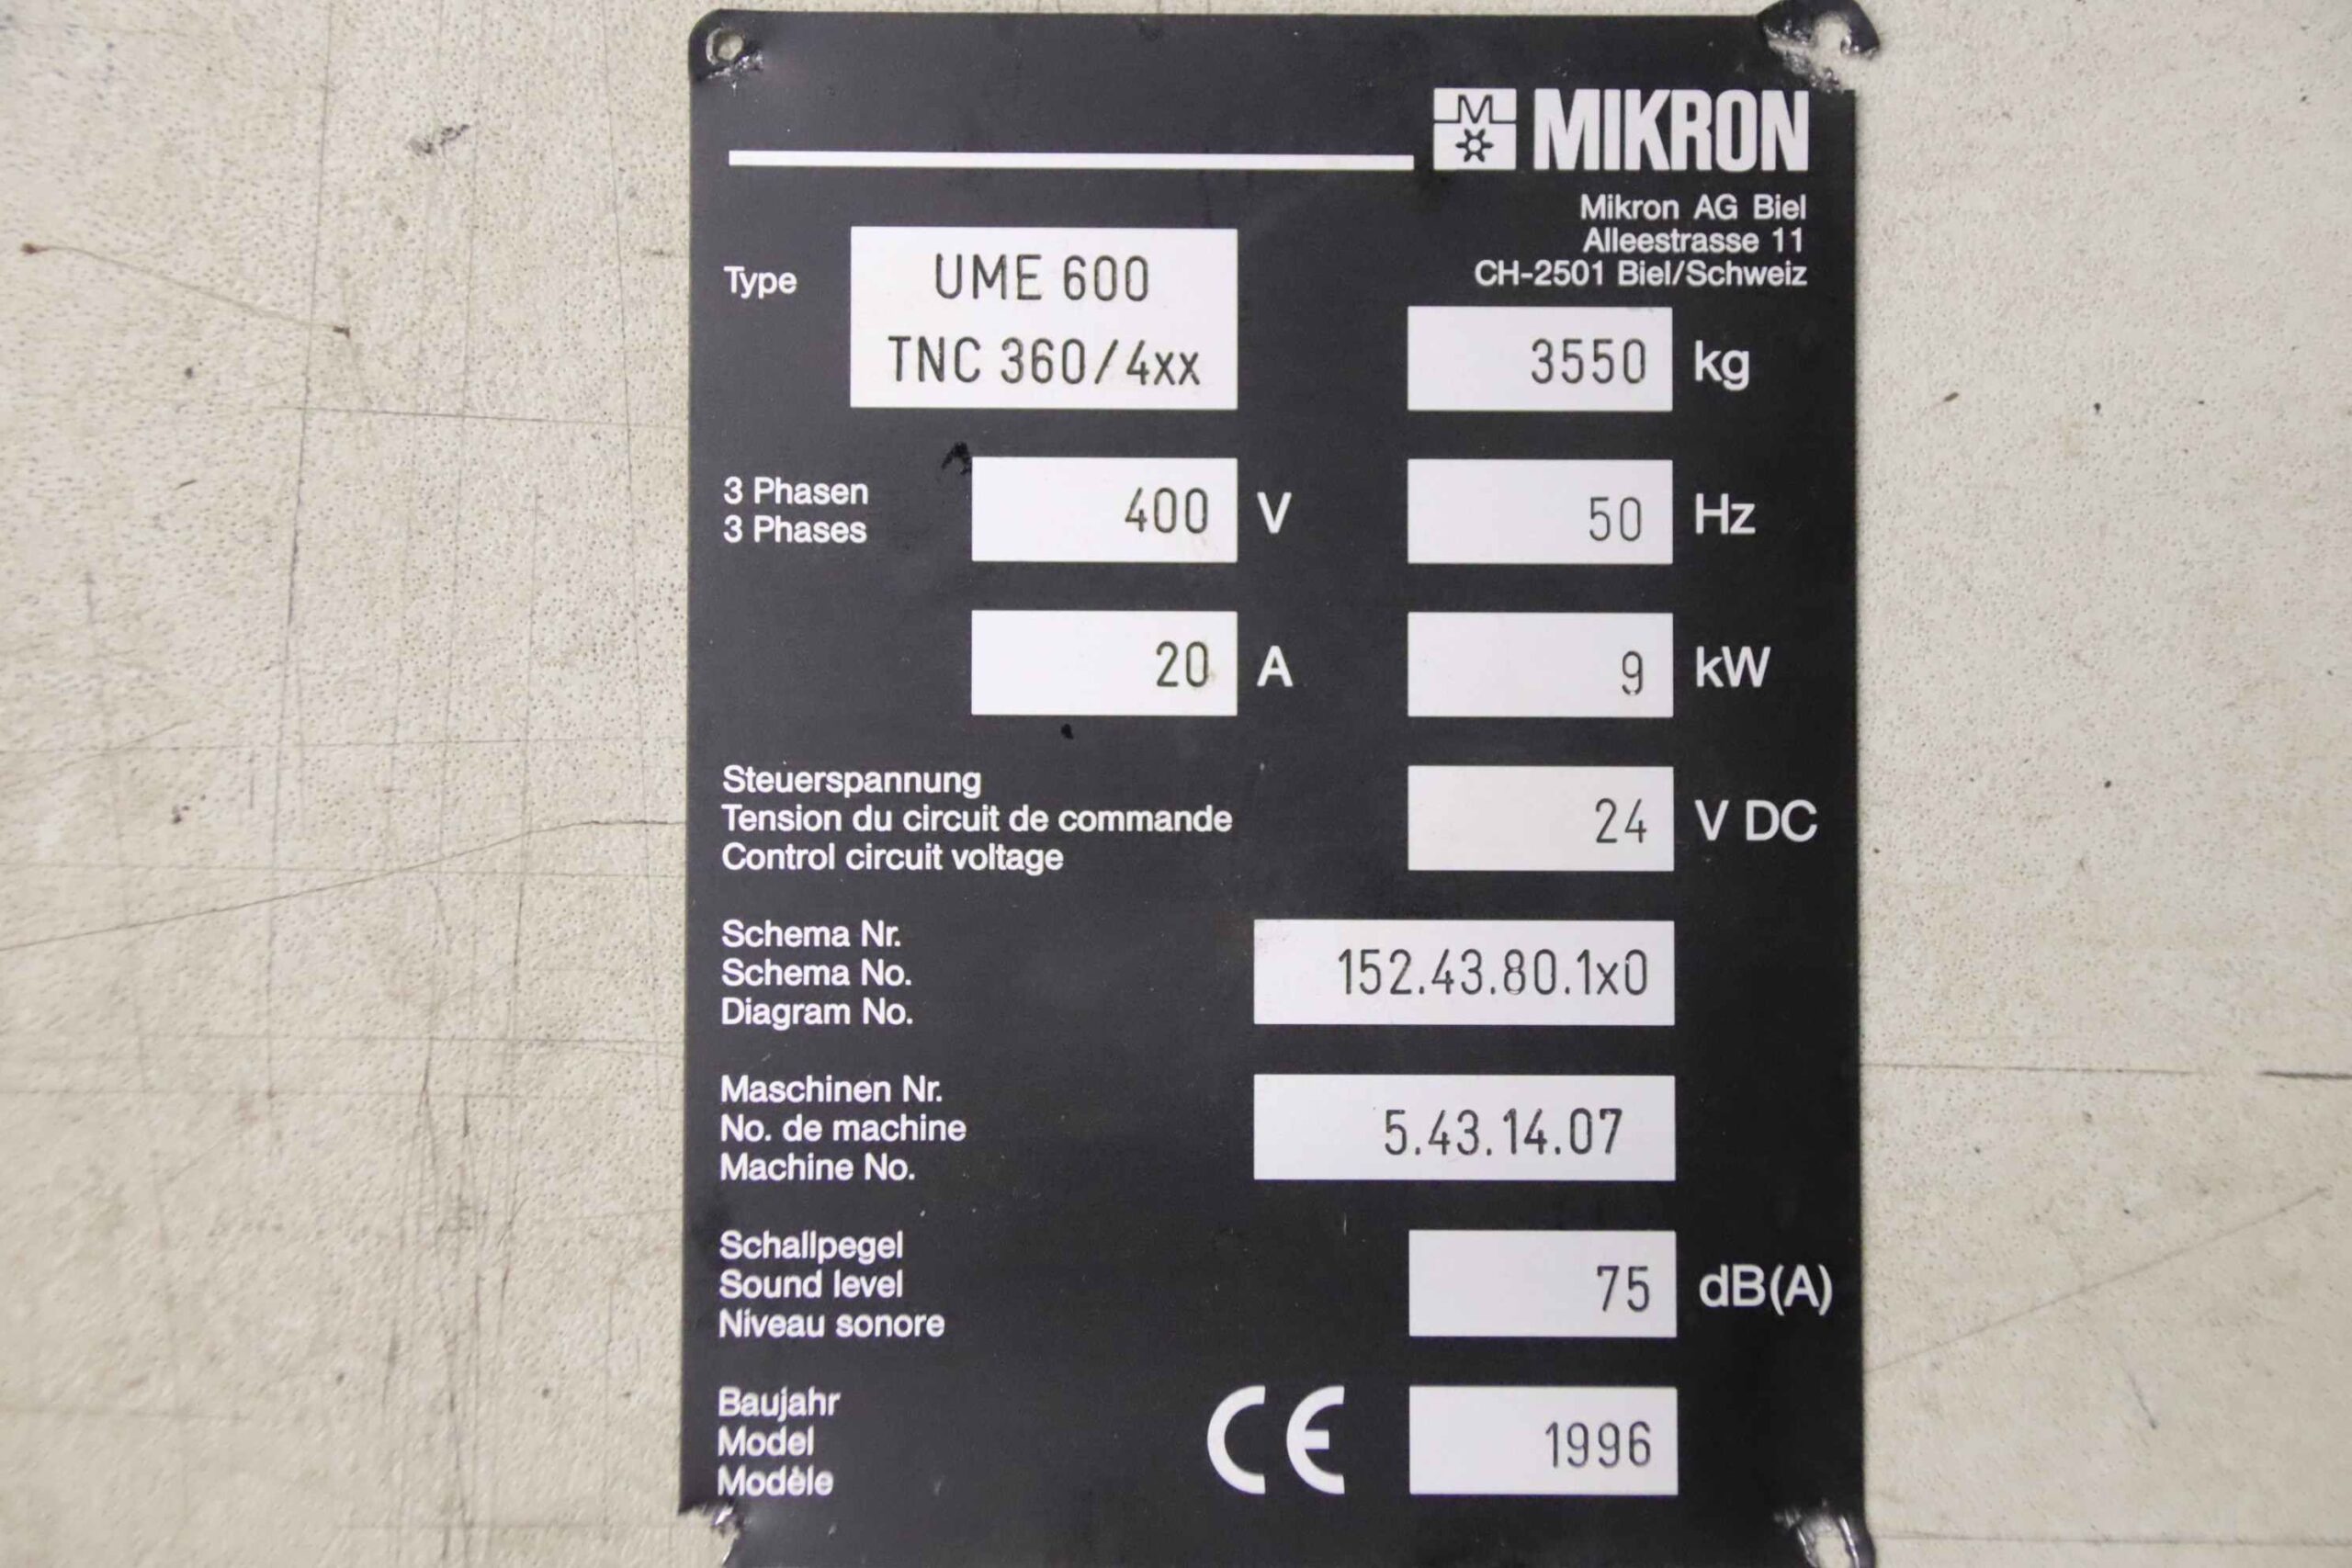 MIKRON
Mikron AG Biel
Alleestrasse 11
CH-2501 Biel/Schweiz
Type
UME 600
TNC 360/4xx
3550 kg
3 Phasen
3 Phases
400 V
50 Hz
20 A
9 kW
Steuerspannung
Tension du circuit de commande
Control circuit voltage
24 V DC
Schema Nr.
Schema No.
Diagram No.
152.43.80.1x0
Maschinen Nr.
No. de machine
Machine No.
5.43.14.07
Schallpegel
Sound level
Niveau sonore
75 dB(A)
Baujahr
Model
Modèle
CE
1996